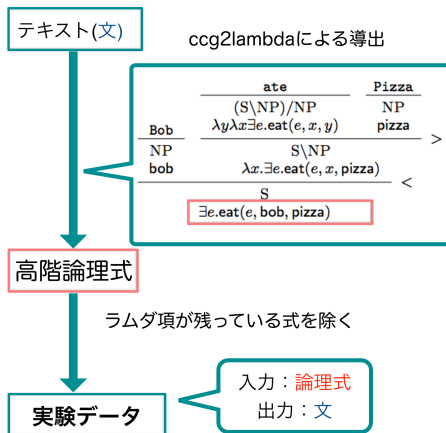 テキスト(文)
ccg2lambdaによる導出
ate Pizza
(S\NP)/NP NP
Bob λyλx∃e.eat(e, x, y) pizza >
NP S\NP
bob λx.∃e.eat(e, x, pizza) <
S
∃e.eat(e, bob, pizza)
高階論理式
ラムダ項が残っている式を除く
入力：論理式
実験データ
出力：文